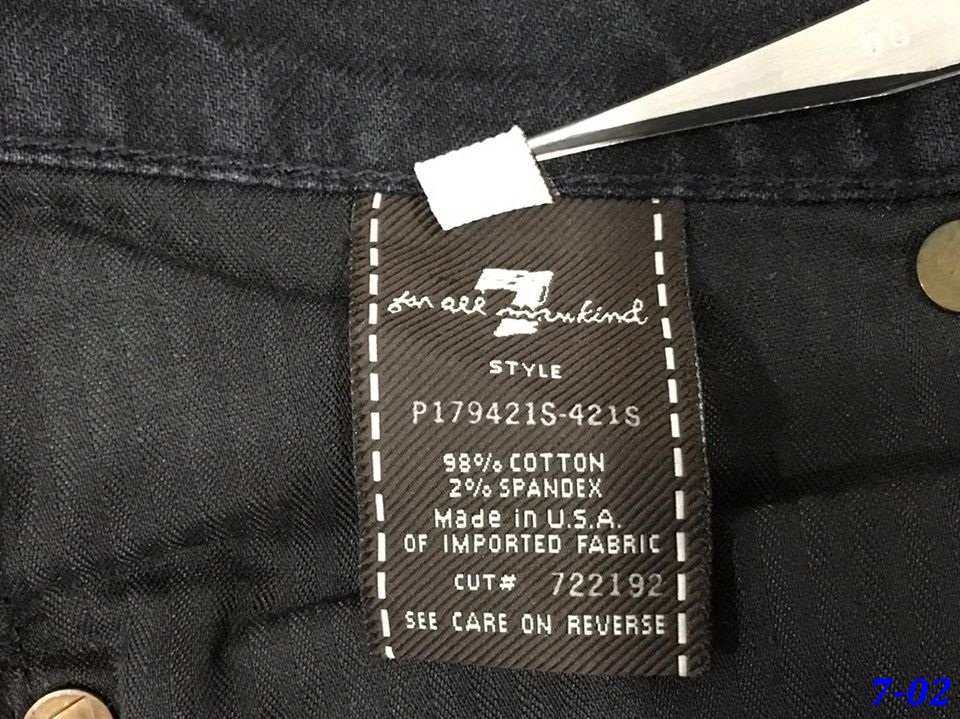 for all 7 mankind
STYLE
P179421S-421S
98% COTTON
2% SPANDEX
Made in U.S.A.
OF IMPORTED FABRIC
CUT# 722192
SEE CARE ON REVERSE
7-02